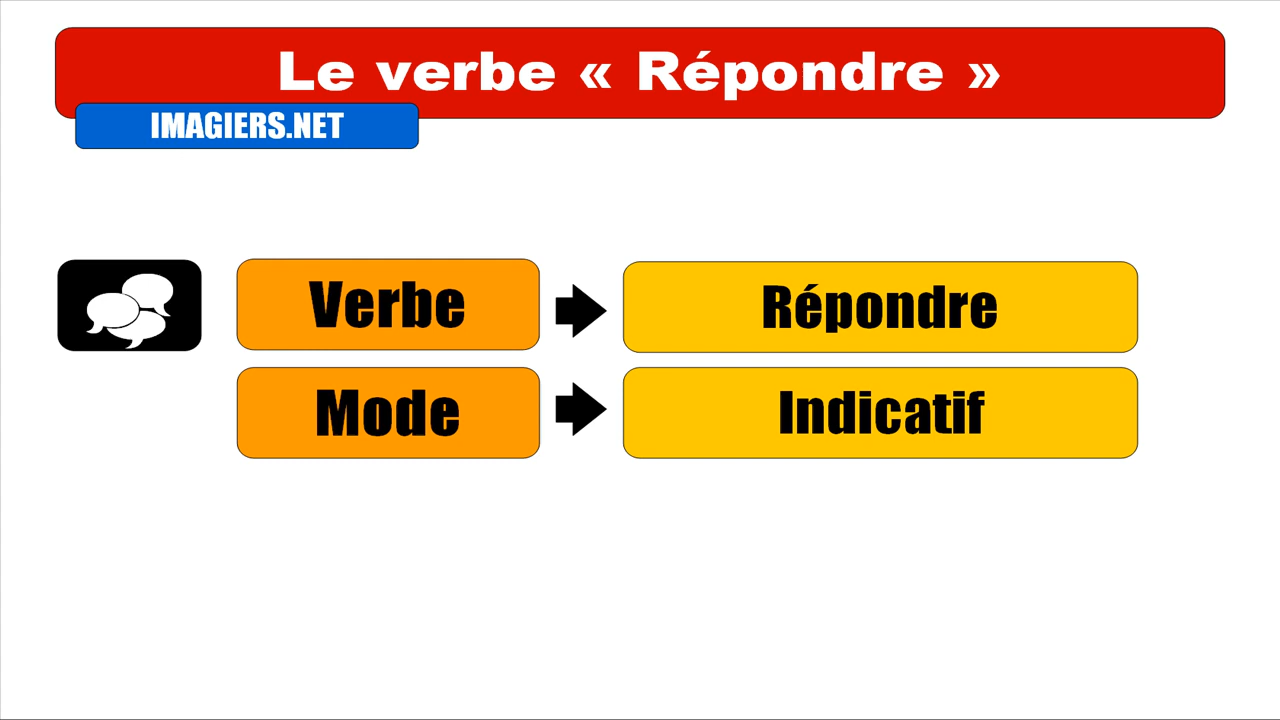 Le verbe « Répondre »
IMAGIERS.NET
Verbe Répondre
Mode Indicatif